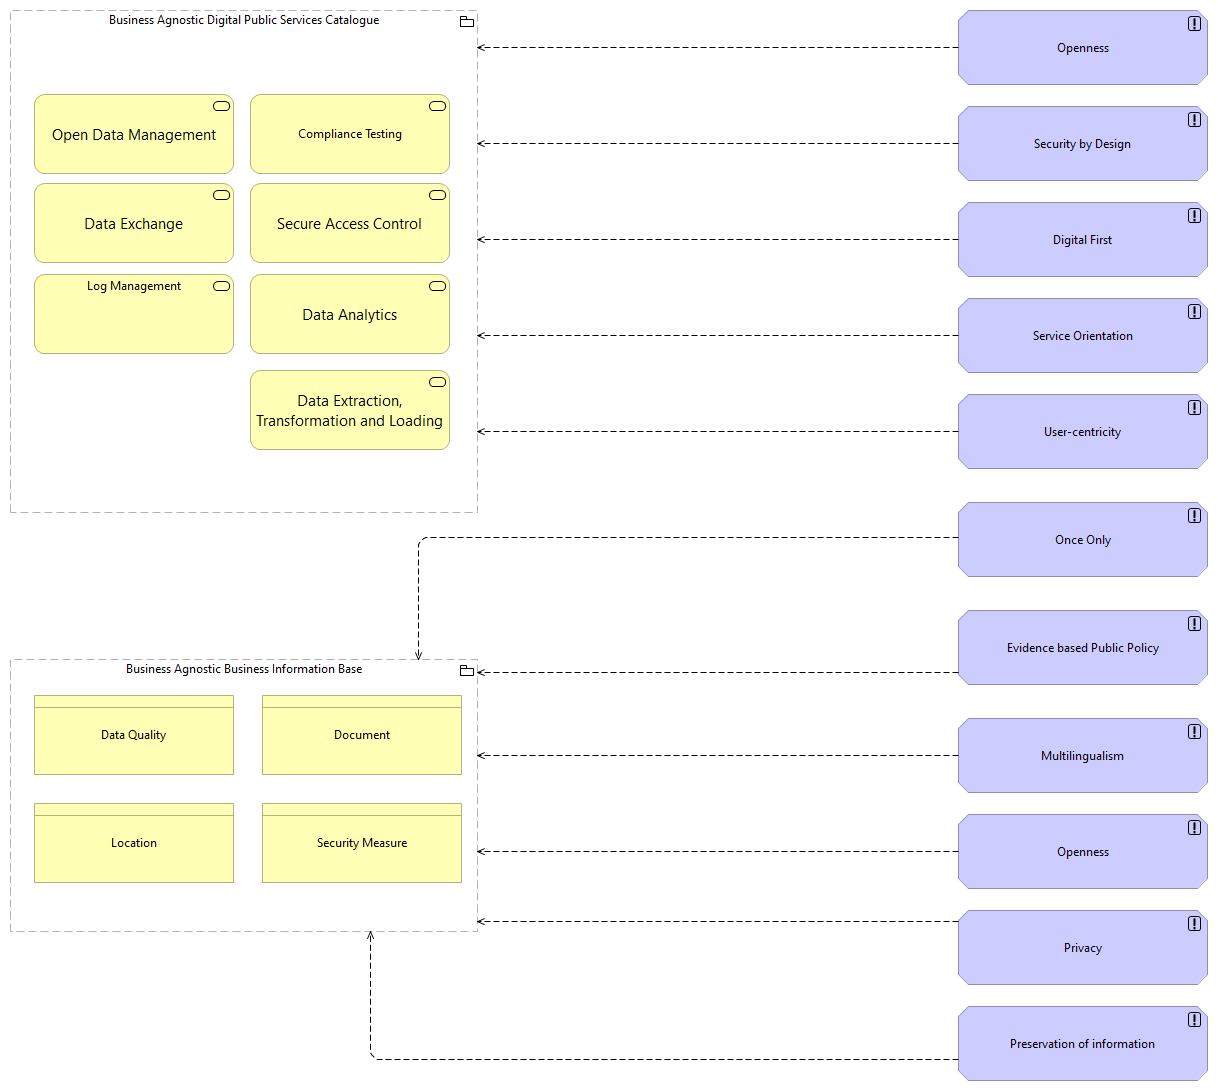 Business Agnostic Digital Public Services Catalogue
Open Data Management
Compliance Testing
Data Exchange
Secure Access Control
Log Management
Data Analytics
Data Extraction,
Transformation and Loading
Openness
Security by Design
Digital First
Service Orientation
User-centricity
Once Only
Business Agnostic Business Information Base
Data Quality
Document
Location
Security Measure
Evidence based Public Policy
Multilingualism
Openness
Privacy
Preservation of information